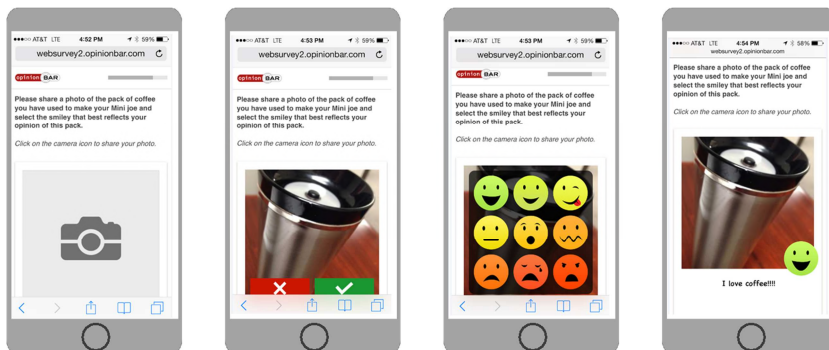 AT&T LTE 4:52 PM 59%
websurvey2.opinionbar.com
opinion BAR
Please share a photo of the pack of coffee
you have used to make your Mini joe and
select the smiley that best reflects your
opinion of this pack.
Click on the camera icon to share your photo.
AT&T LTE 4:53 PM 59%
websurvey2.opinionbar.com
opinion BAR
Please share a photo of the pack of coffee
you have used to make your Mini joe and
select the smiley that best reflects your
opinion of this pack.
Click on the camera icon to share your photo.
AT&T LTE 4:53 PM 59%
websurvey2.opinionbar.com
opinion BAR
Please share a photo of the pack of coffee
you have used to make your Mini joe and
select the smiley that best reflects your
opinion of this pack.
Click on the camera icon to share your photo.
AT&T LTE 4:54 PM 58%
websurvey2.opinionbar.com
Please share a photo of the pack of coffee
you have used to make your Mini joe and
select the smiley that best reflects your
opinion of this pack.
Click on the camera icon to share your photo.
I love coffee!!!!